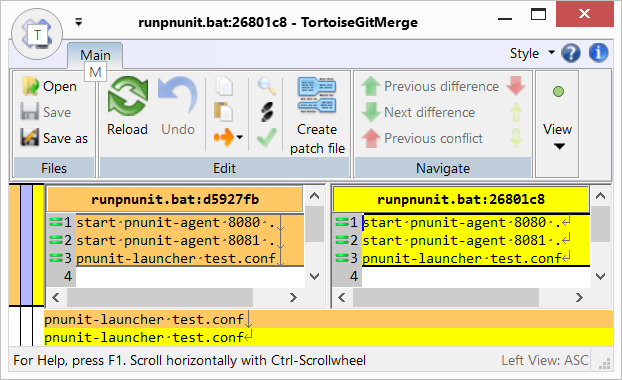 runpnunit.bat:26801c8 - TortoiseGitMerge
T
Main
Style
M
Open
Save
Save as
Files
Reload
Undo
Create
patch file
Edit
Previous difference
Next difference
Previous conflict
Navigate
View
runpnunit.bat:d5927fb
1 start·pnunit-agent·8080·.↓
2 start·pnunit-agent·8081·.↓
3 pnunit-launcher·test.conf↓
4
runpnunit.bat:26801c8
1 start·pnunit-agent·8080·.↵
2 start·pnunit-agent·8081·.↵
3 pnunit-launcher·test.conf↵
4
pnunit-launcher·test.conf↓
pnunit-launcher·test.conf↵
For Help, press F1. Scroll horizontally with Ctrl-Scrollwheel
Left View: ASC